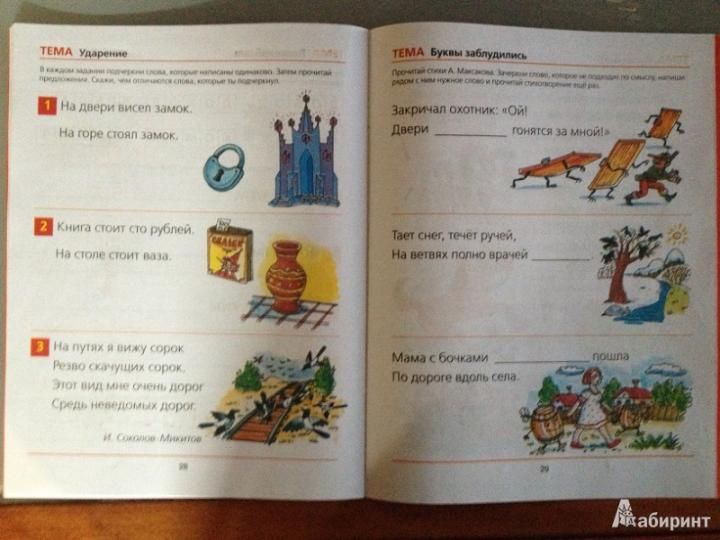 ТЕМА Ударение
В каждом задании подчеркни слова, которые написаны одинаково. Затем прочитай
предложения. Скажи, чем отличаются слова, которые ты подчеркнул.
1 На двери висел замок.
На горе стоял замок.
2 Книга стоит сто рублей.
На столе стоит ваза.
СКАЗКИ
3 На путях я вижу сорок
Резво скачущих сорок.
Этот вид мне очень дорог
Средь неведомых дорог.
И. Соколов-Микитов
28
ТЕМА Буквы заблудились
Прочитай стихи А. Максакова. Зачеркни слово, которое не подходит по смыслу, напиши
рядом с ним нужное слово и прочитай стихотворение ещё раз.
Закричал охотник: «Ой!
Двери __________ гонятся за мной!»
Тает снег, течёт ручей,
На ветвях полно врачей __________.
Мама с бочками __________ пошла
По дороге вдоль села.
29
Лабиринт